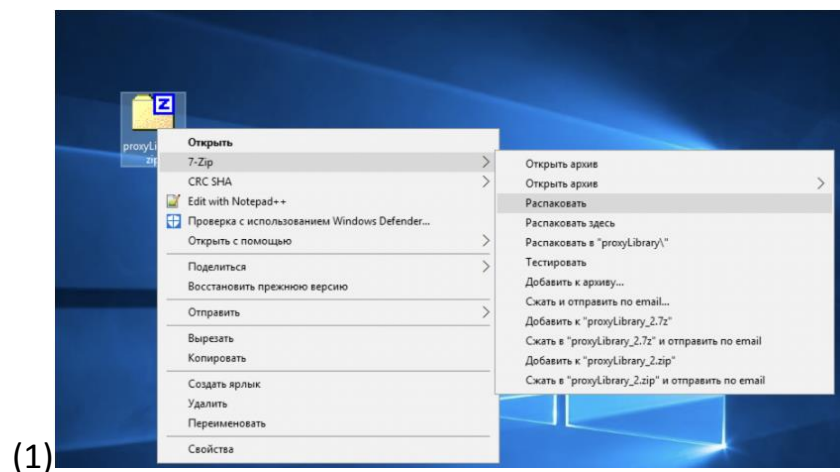 proxyLi
zip
Открыть
7-Zip
CRC SHA
Edit with Notepad++
Проверка с использованием Windows Defender...
Открыть с помощью
Поделиться
Восстановить прежнюю версию
Отправить
Вырезать
Копировать
Создать ярлык
Удалить
Переименовать
Свойства
Открыть архив
Открыть архив
Распаковать
Распаковать здесь
Распаковать в "proxyLibrary\"
Тестировать
Добавить к архиву...
Сжать и отправить по email...
Добавить к "proxyLibrary_2.7z"
Сжать в "proxyLibrary_2.7z" и отправить по email
Добавить к "proxyLibrary_2.zip"
Сжать в "proxyLibrary_2.zip" и отправить по email
(1)